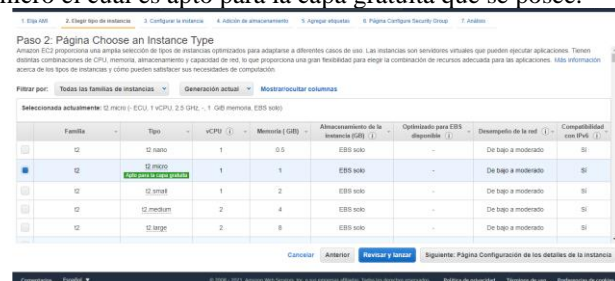 micro el cual es apto para la capa gratuita que se posee.
1. Elija AMI 2. Elegir tipo de instancia 3. Configurar la instancia 4. Adición de almacenamiento 5. Agregar etiquetas 6. Página Configure Security Group 7. Análisis
Paso 2: Página Choose an Instance Type
Amazon EC2 proporciona una amplia selección de tipos de instancias optimizados para adaptarse a diferentes casos de uso. Las instancias son servidores virtuales que pueden ejecutar aplicaciones. Tienen
distintas combinaciones de CPU, memoria, almacenamiento y capacidad de red, lo que proporciona una gran flexibilidad para elegir la combinación de recursos adecuada para las aplicaciones. Más información
acerca de los tipos de instancias y cómo pueden satisfacer sus necesidades de computación.
Filtrar por: Todas las familias de instancias Generación actual Mostrar/ocultar columnas
Seleccionada actualmente: t2.micro (- ECU, 1 vCPU, 2.5 GHz, -, 1 GiB memoria, EBS solo)
Familia Tipo vCPU Memoria (GiB) Almacenamiento de la instancia (GB) Optimizado para EBS disponible Desempeño de la red Compatibilidad con IPv6
t2 t2.nano 1 0.5 EBS solo - De bajo a moderado Sí
t2 t2.micro Apto para la capa gratuita 1 1 EBS solo - De bajo a moderado Sí
t2 t2.small 1 2 EBS solo - De bajo a moderado Sí
t2 t2.medium 2 4 EBS solo - De bajo a moderado Sí
t2 t2.large 2 8 EBS solo - De bajo a moderado Sí
Cancelar Anterior Revisar y lanzar Siguiente: Página Configuración de los detalles de la instancia
Comentarios Español Política de privacidad Términos de uso Preferencias de cookies